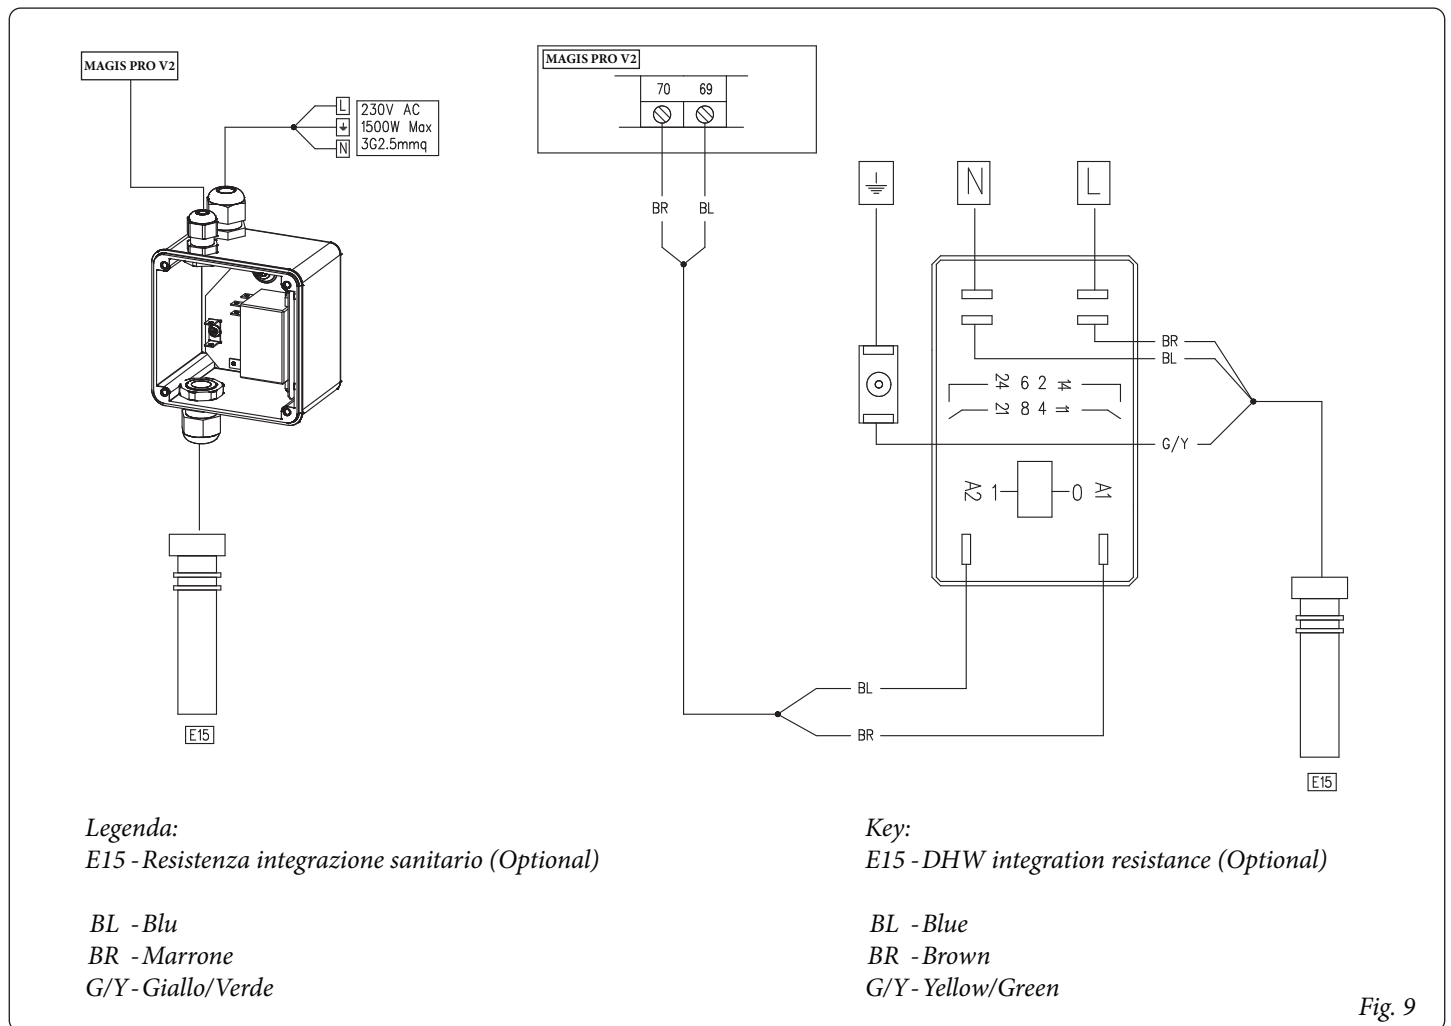 MAGIS PRO V2
L
N
230V AC
1500W Max
3G2.5mmq
E15
MAGIS PRO V2
70 69
BR BL
N L
BR
BL
24 6 2 14
21 8 4 11
G/Y
A2 1 0 A1
BL
BR
E15
Legenda:
E15 - Resistenza integrazione sanitario (Optional)
BL - Blu
BR - Marrone
G/Y - Giallo/Verde
Key:
E15 - DHW integration resistance (Optional)
BL - Blue
BR - Brown
G/Y - Yellow/Green
Fig. 9